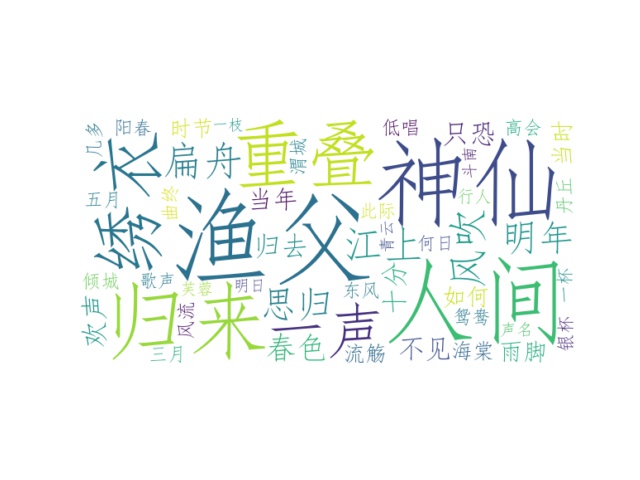 几多
阳春
时节
一枝
渭城
重叠
低唱
只恐
高会
当时
斗南
绣衣
扁舟
神仙
五月
曲终
当年
渔父
此际
青云
行人
丹丘
归去
江上
何日
风吹
明年
倾城
歌声
芙蓉
明日
东风
十分
人间
欢声
归来
风流
思归
一声
如何
鸳鸯
声名
银杯
一杯
三月
春色
流觞
不见
海棠
雨脚